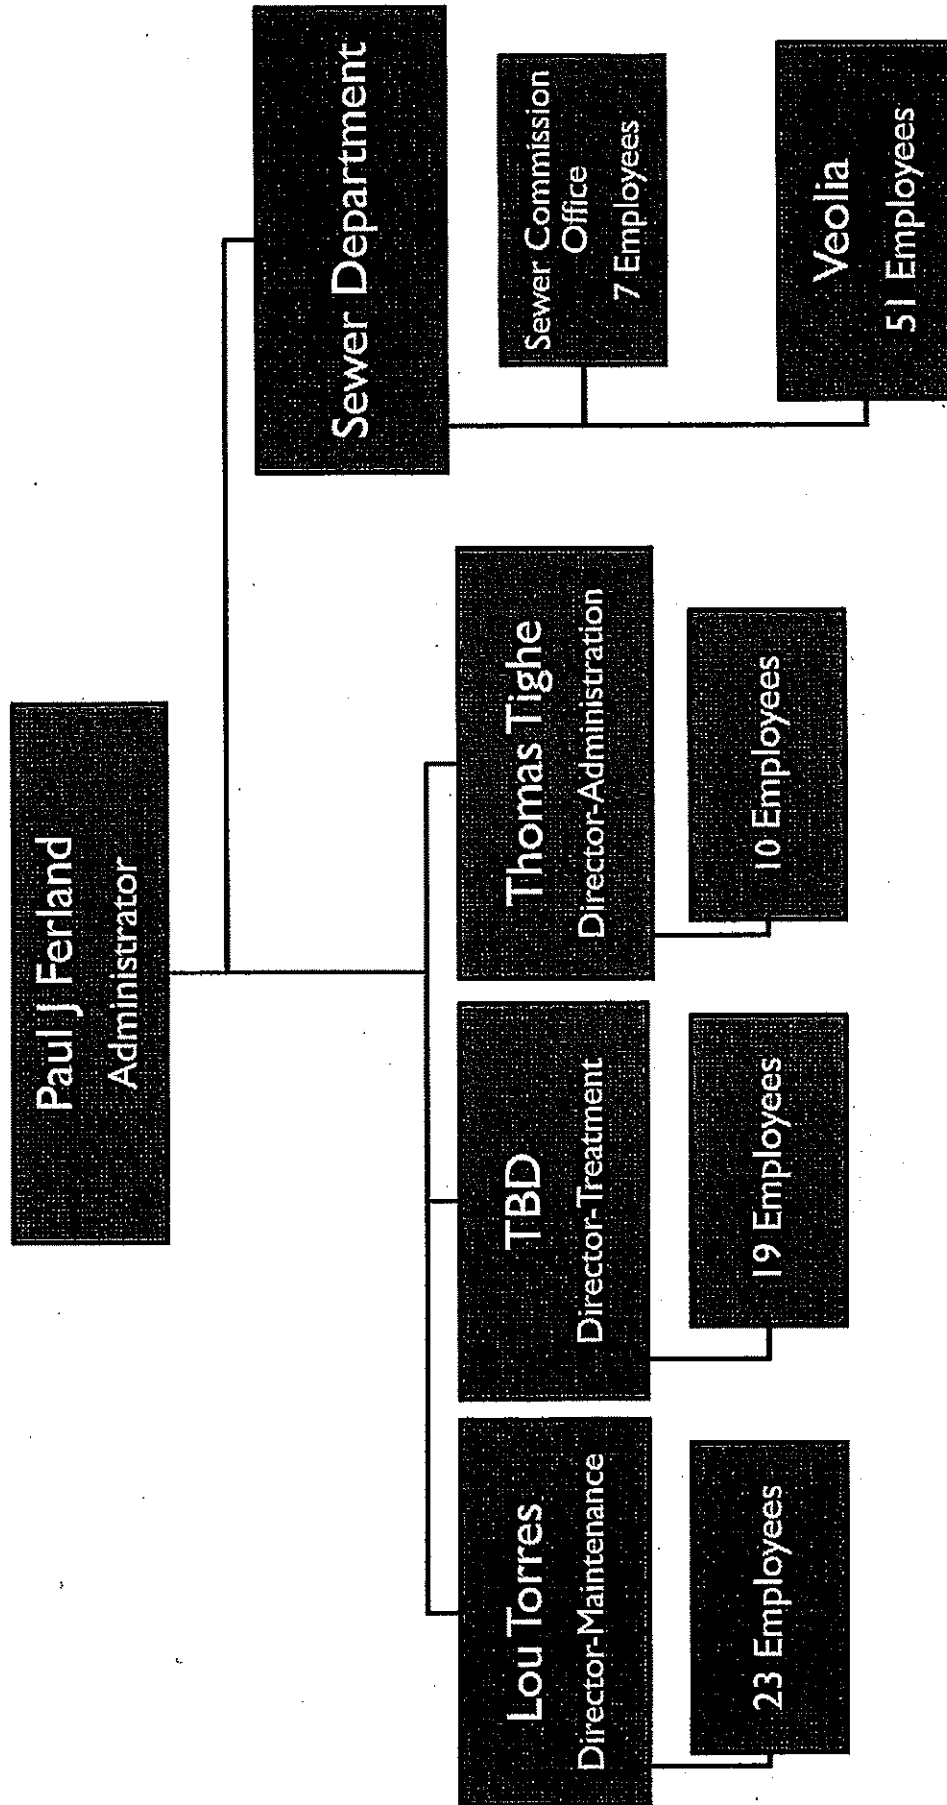 Paul J Ferland
Administrator
Sewer Department
Sewer Commission
Office
7 Employees
Veolia
51 Employees
Lou Torres
Director-Maintenance
23 Employees
TBD
Director-Treatment
19 Employees
Thomas Tighe
Director-Administration
10 Employees